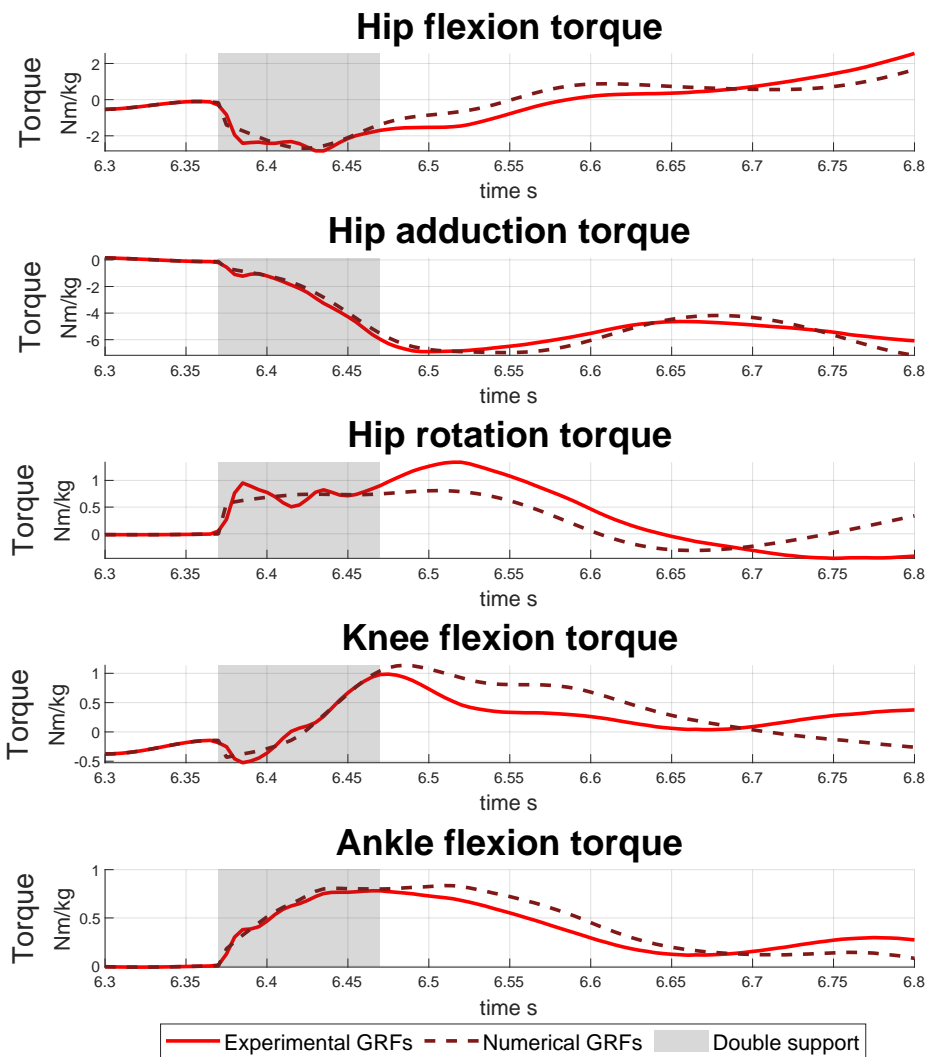 Hip flexion torque
Torque
Nm/kg
2
0
-2
6.3 6.35 6.4 6.45 6.5 6.55 6.6 6.65 6.7 6.75 6.8
time s
Hip adduction torque
Torque
Nm/kg
0
-2
-4
-6
6.3 6.35 6.4 6.45 6.5 6.55 6.6 6.65 6.7 6.75 6.8
time s
Hip rotation torque
Torque
Nm/kg
1
0.5
0
6.3 6.35 6.4 6.45 6.5 6.55 6.6 6.65 6.7 6.75 6.8
time s
Knee flexion torque
Torque
Nm/kg
1
0.5
0
-0.5
6.3 6.35 6.4 6.45 6.5 6.55 6.6 6.65 6.7 6.75 6.8
time s
Ankle flexion torque
Torque
Nm/kg
1
0.5
0
6.3 6.35 6.4 6.45 6.5 6.55 6.6 6.65 6.7 6.75 6.8
time s
Experimental GRFs Numerical GRFs Double support